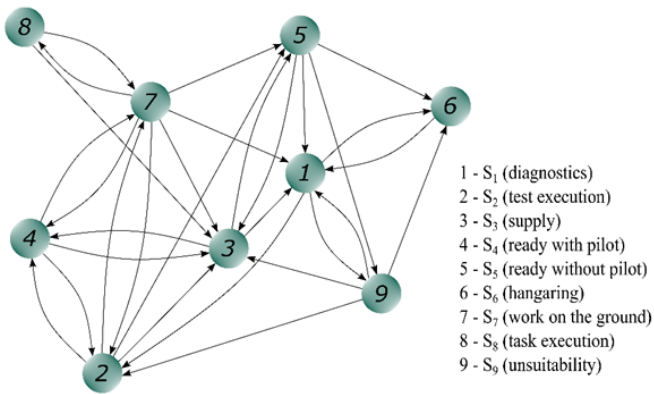 8
5
7
6
1
4
3
9
2
1 - S₁ (diagnostics)
2 - S₂ (test execution)
3 - S₃ (supply)
4 - S₄ (ready with pilot)
5 - S₅ (ready without pilot)
6 - S₆ (hangaring)
7 - S₇ (work on the ground)
8 - S₈ (task execution)
9 - S₉ (unsuitability)